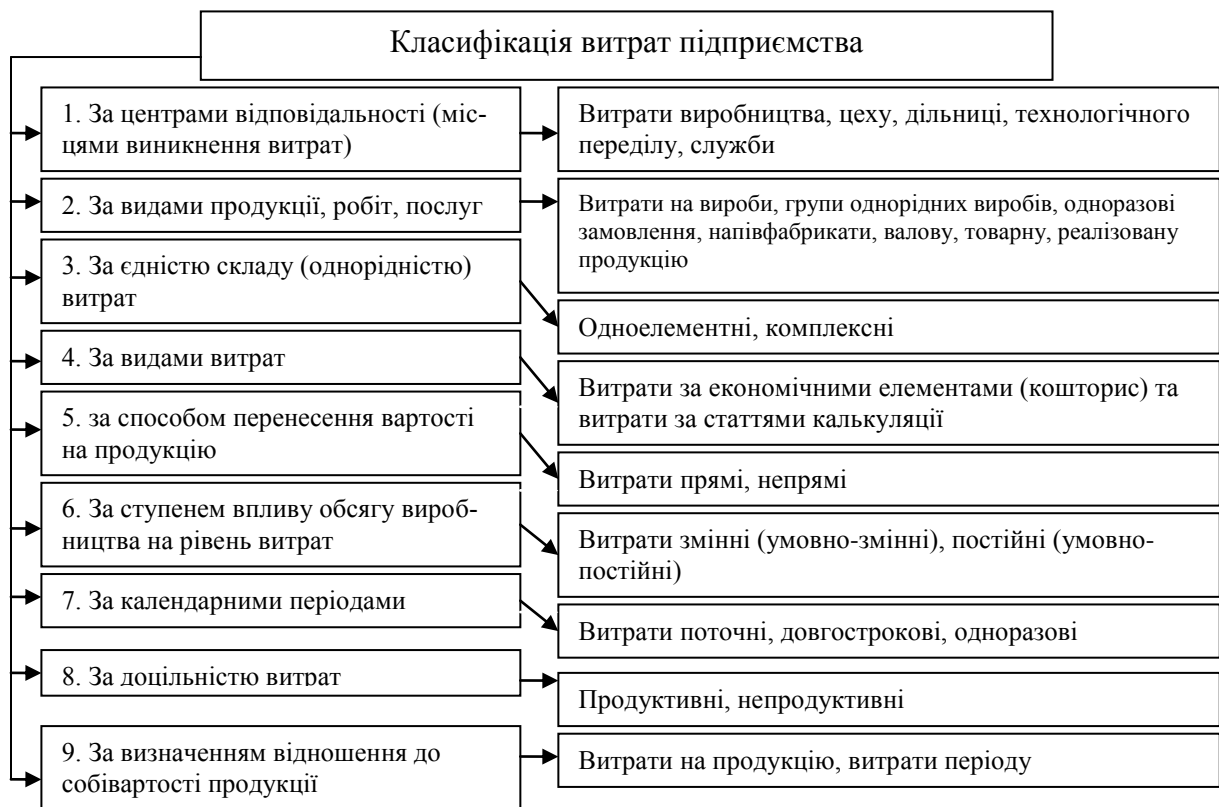 Класифікація витрат підприємства
1. За центрами відповідальності (міс-
цями виникнення витрат)
Витрати виробництва, цеху, дільниці, технологічного
переділу, служби
2. За видами продукції, робіт, послуг
Витрати на вироби, групи однорідних виробів, одноразові
замовлення, напівфабрикати, валову, товарну, реалізовану
продукцію
3. За єдністю складу (однорідністю)
витрат
Одноелементні, комплексні
4. За видами витрат
Витрати за економічними елементами (кошторис) та
витрати за статтями калькуляції
5. за способом перенесення вартості
на продукцію
Витрати прямі, непрямі
6. За ступенем впливу обсягу вироб-
ництва на рівень витрат
Витрати змінні (умовно-змінні), постійні (умовно-
постійні)
7. За календарними періодами
Витрати поточні, довгострокові, одноразові
8. За доцільністю витрат
Продуктивні, непродуктивні
9. За визначенням відношення до
собівартості продукції
Витрати на продукцію, витрати періоду